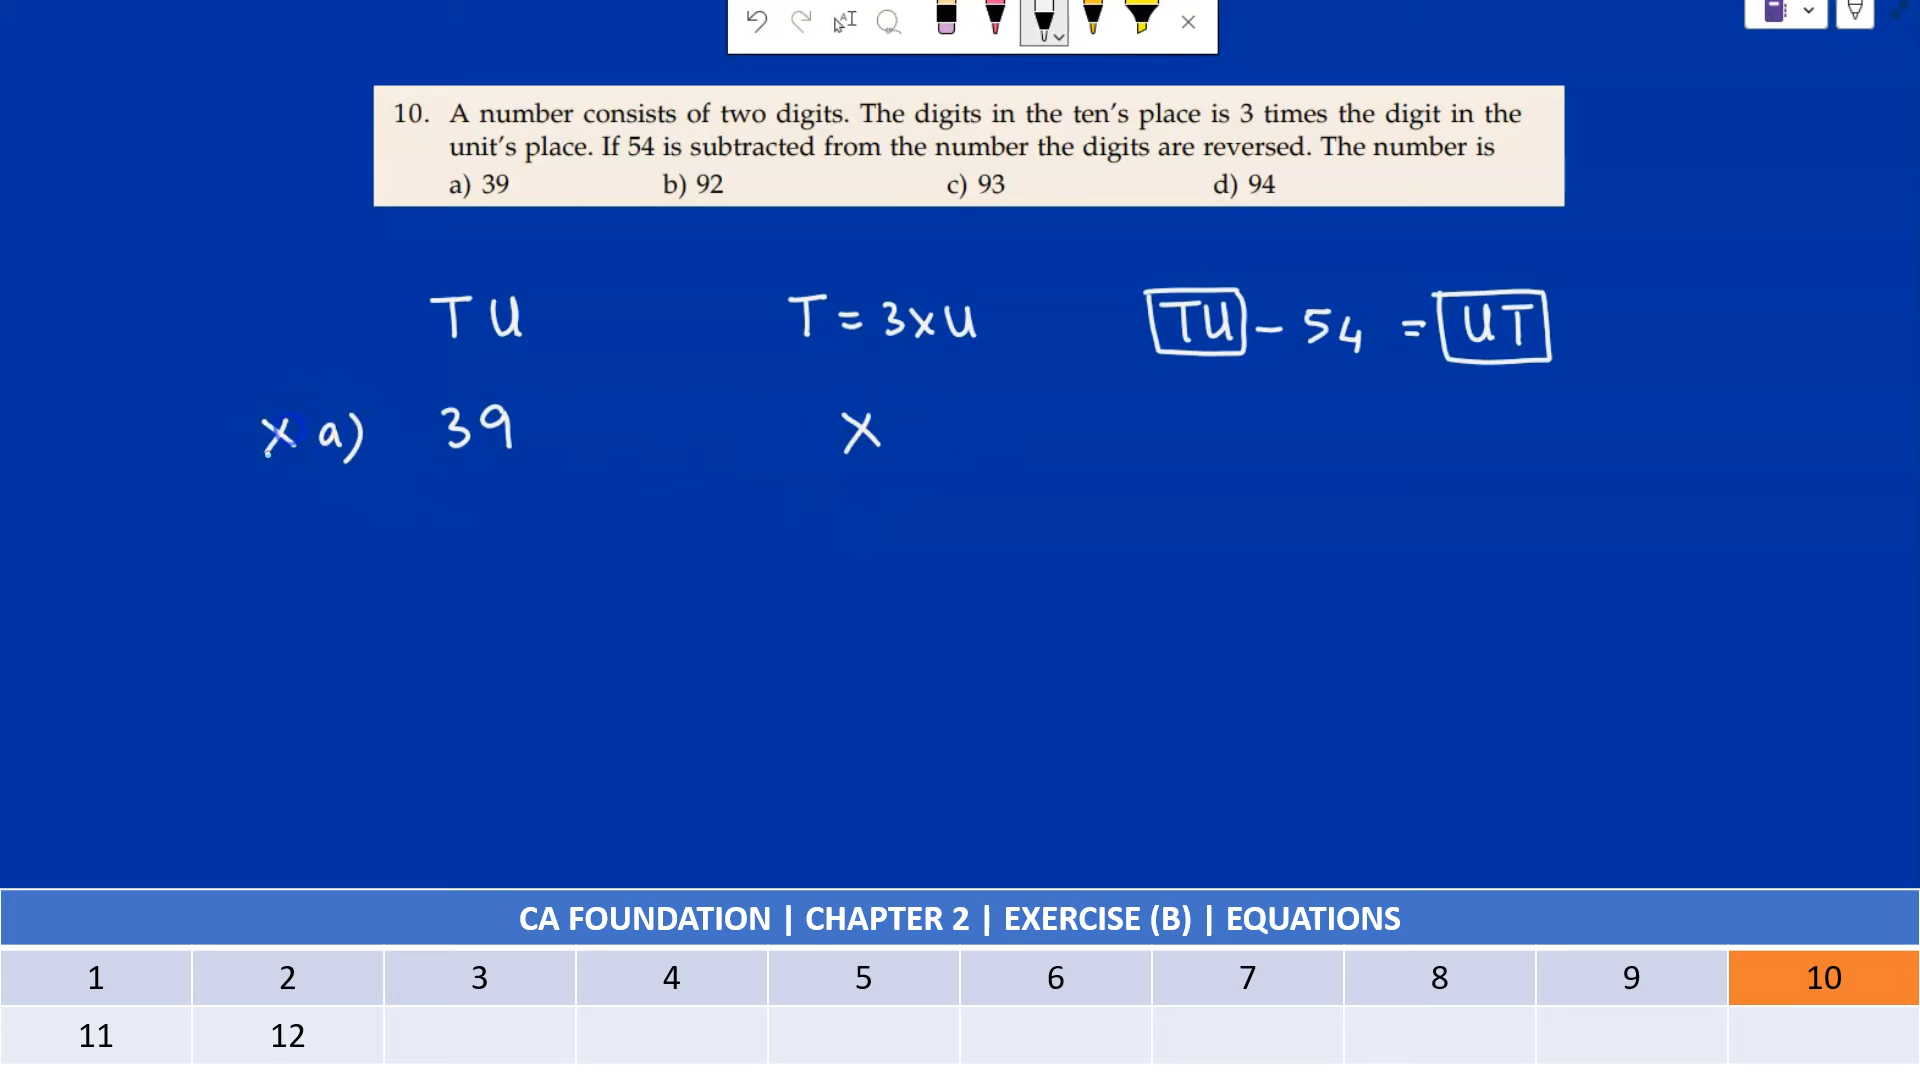 10. A number consists of two digits. The digits in the ten's place is 3 times the digit in the
unit's place. If 54 is subtracted from the number the digits are reversed. The number is
a) 39 b) 92 c) 93 d) 94
T U T = 3 x U TU - 54 = UT
X a) 39 X
CA FOUNDATION | CHAPTER 2 | EXERCISE (B) | EQUATIONS
1 2 3 4 5 6 7 8 9 10
11 12